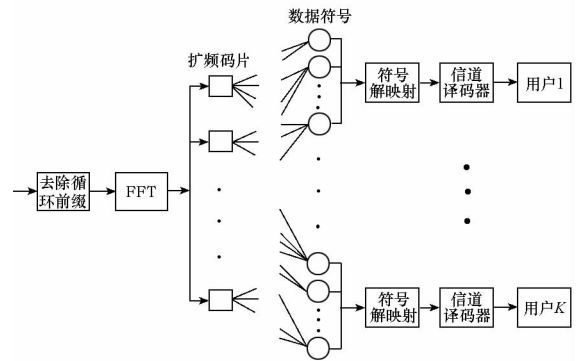 数据符号
扩频码片
符号
解映射
信道
译码器
用户1
去除循
环前缀
FFT
符号
解映射
信道
译码器
用户K